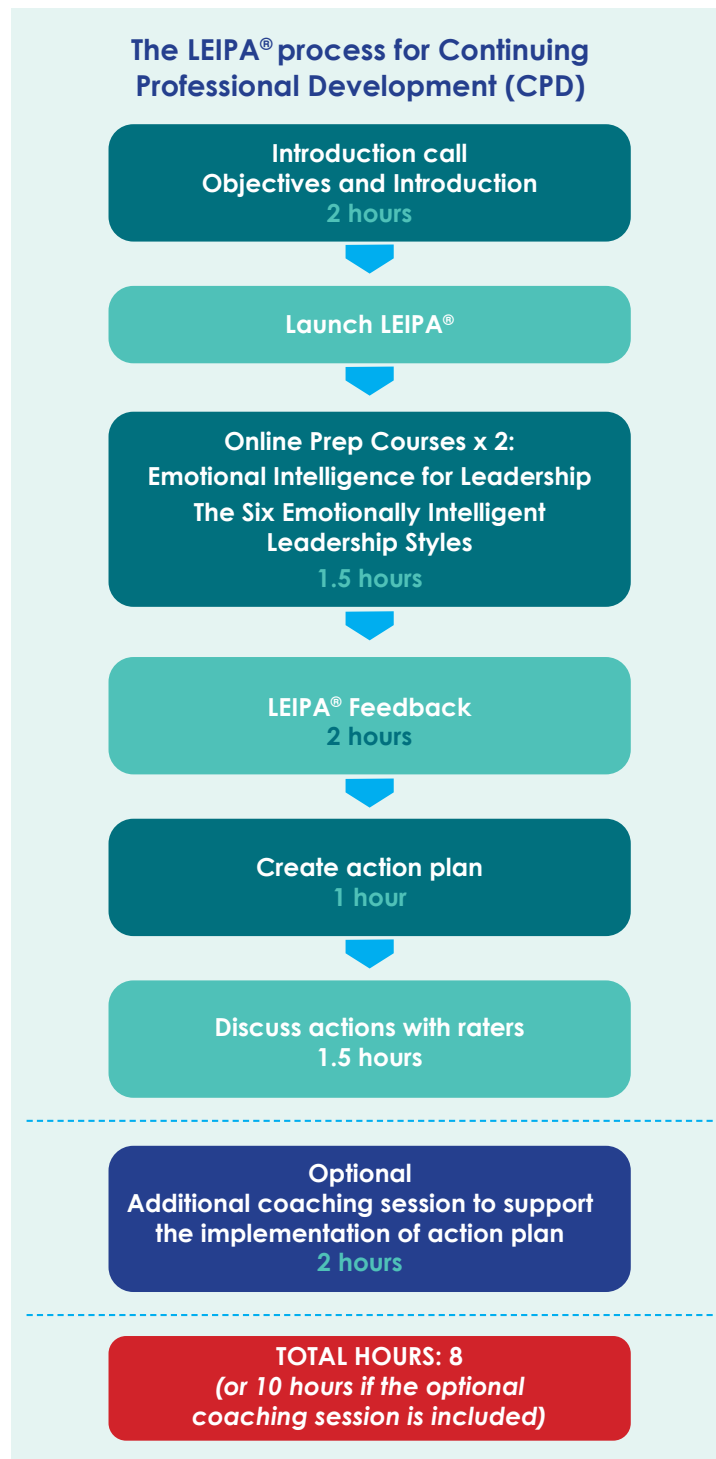 The LEIPA® process for Continuing
Professional Development (CPD)
Introduction call
Objectives and Introduction
2 hours
Launch LEIPA®
Online Prep Courses x 2:
Emotional Intelligence for Leadership
The Six Emotionally Intelligent
Leadership Styles
1.5 hours
LEIPA® Feedback
2 hours
Create action plan
1 hour
Discuss actions with raters
1.5 hours
Optional
Additional coaching session to support
the implementation of action plan
2 hours
TOTAL HOURS: 8
(or 10 hours if the optional
coaching session is included)